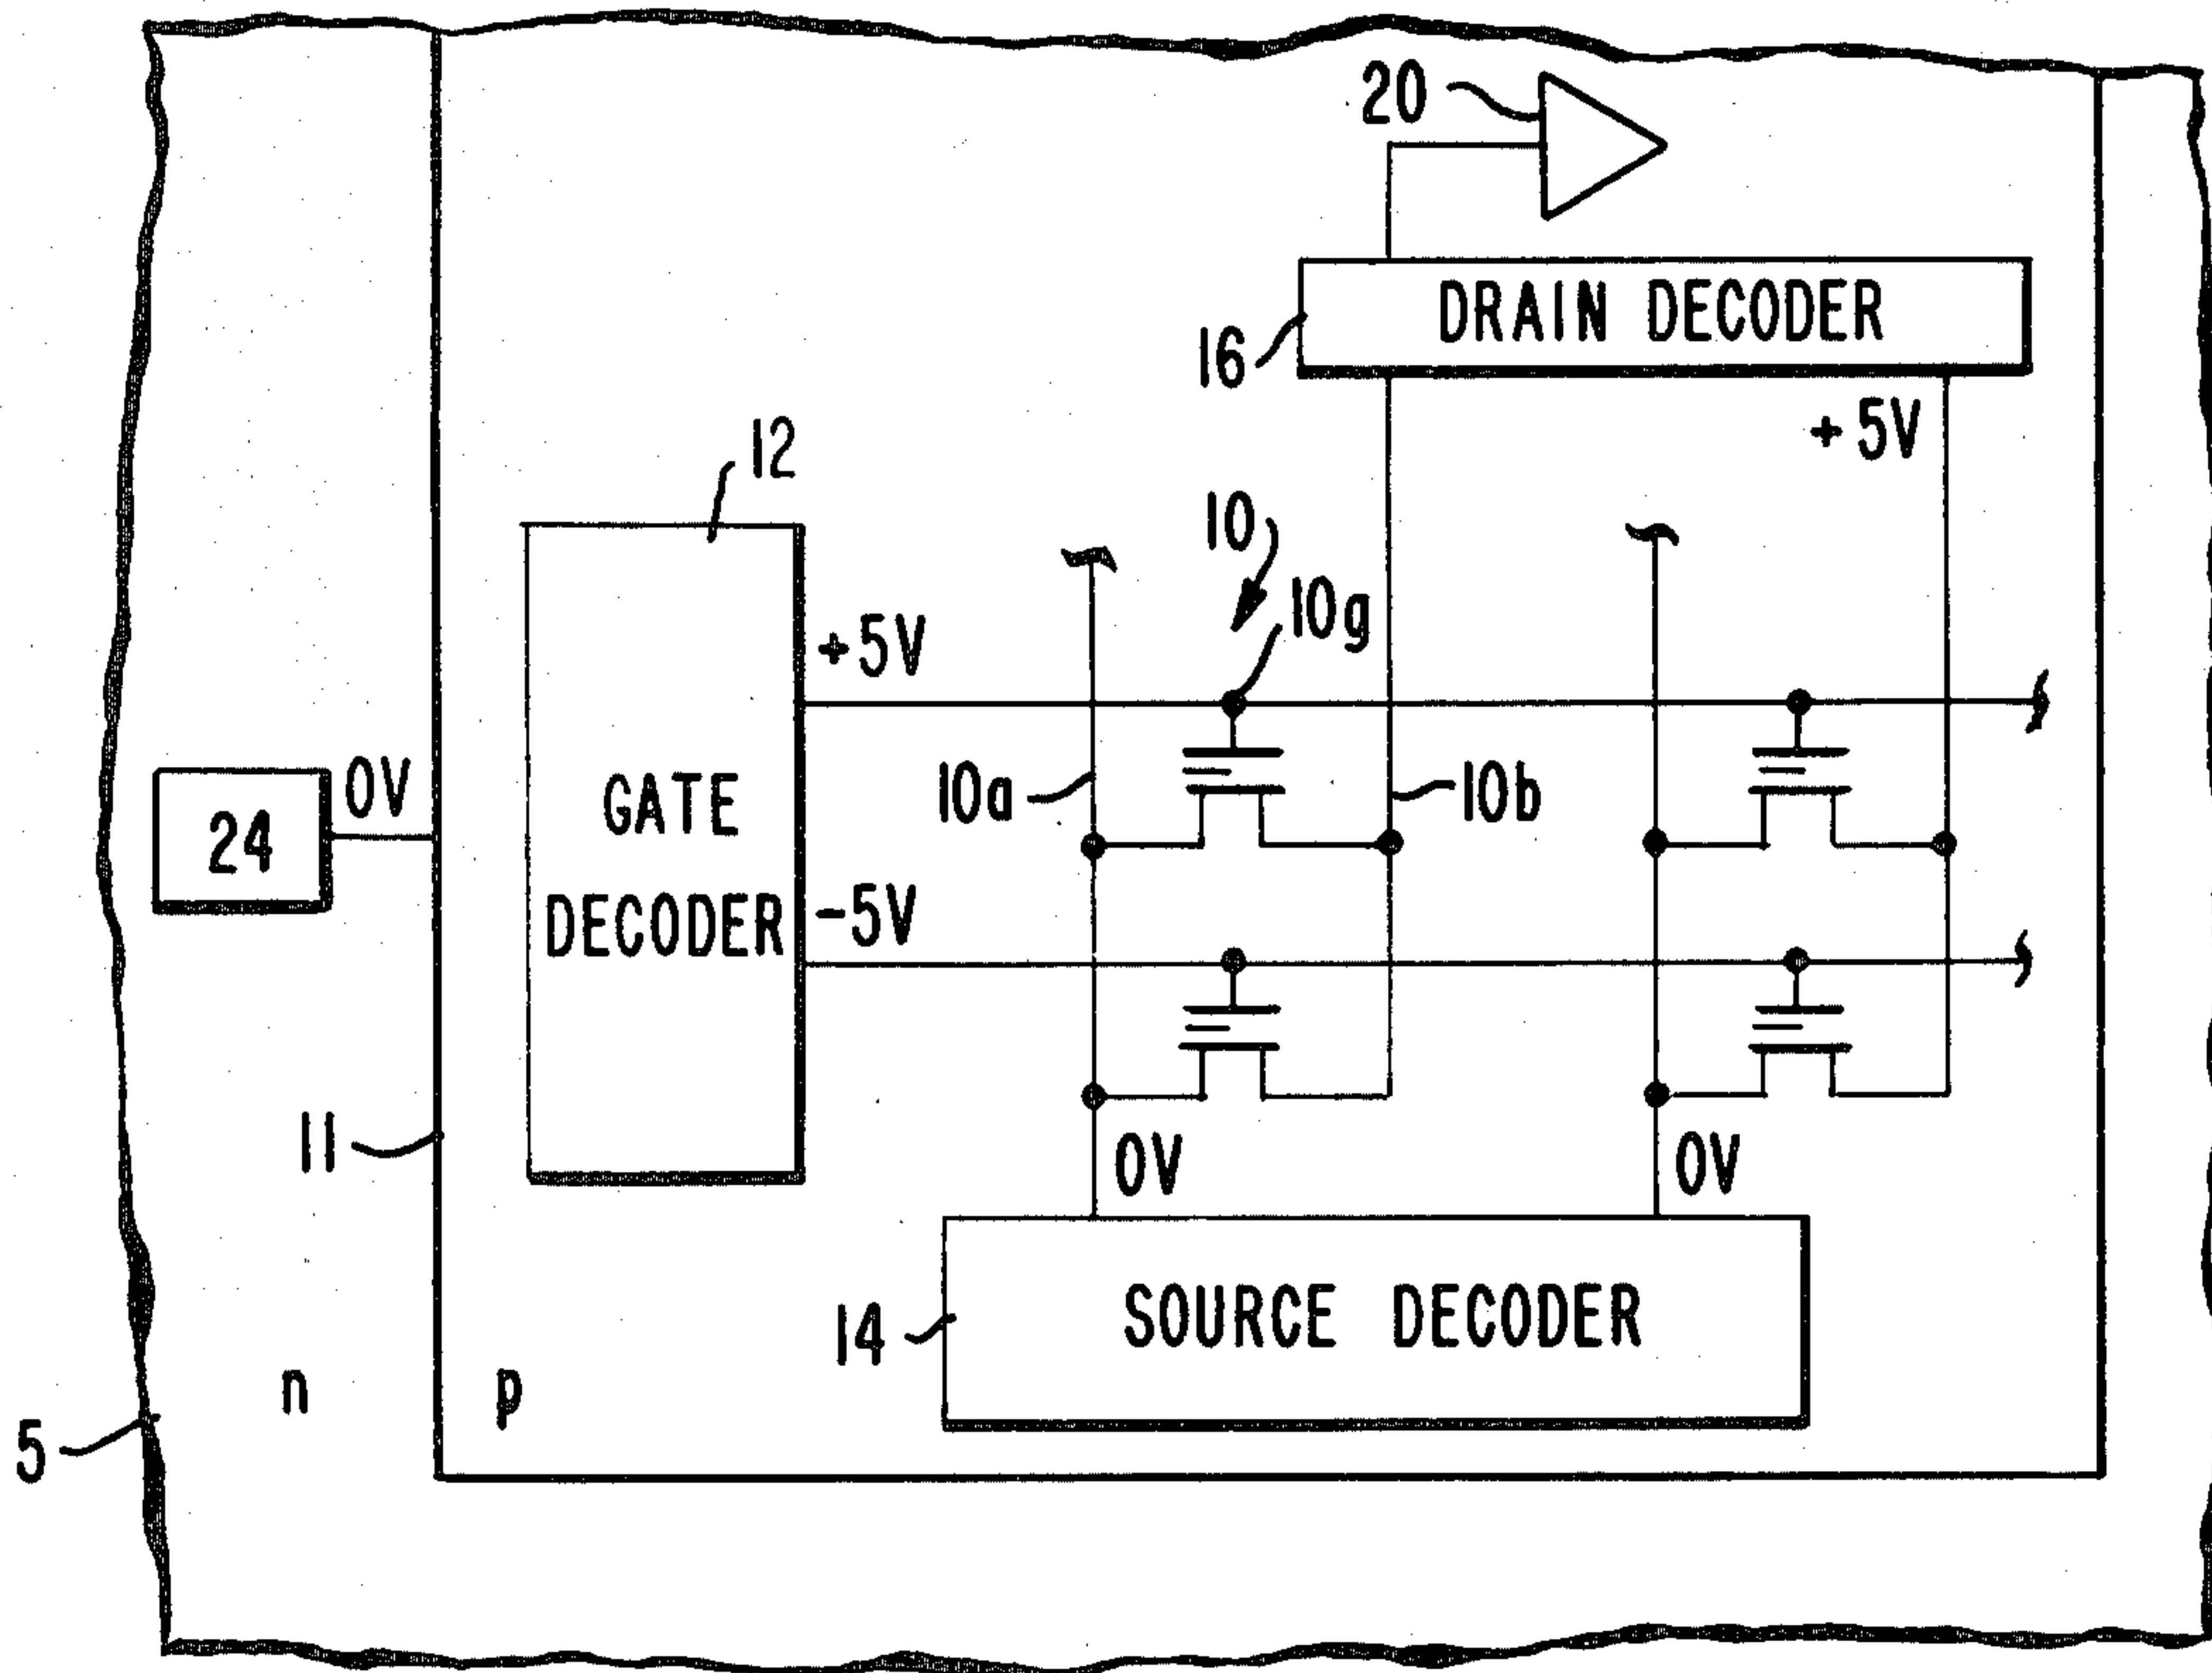 20
DRAIN DECODER
16
+5V
12
10
10g
+5V
0V
24
GATE
DECODER
10a
10b
-5V
11
0V
0V
SOURCE DECODER
14
n
p
5